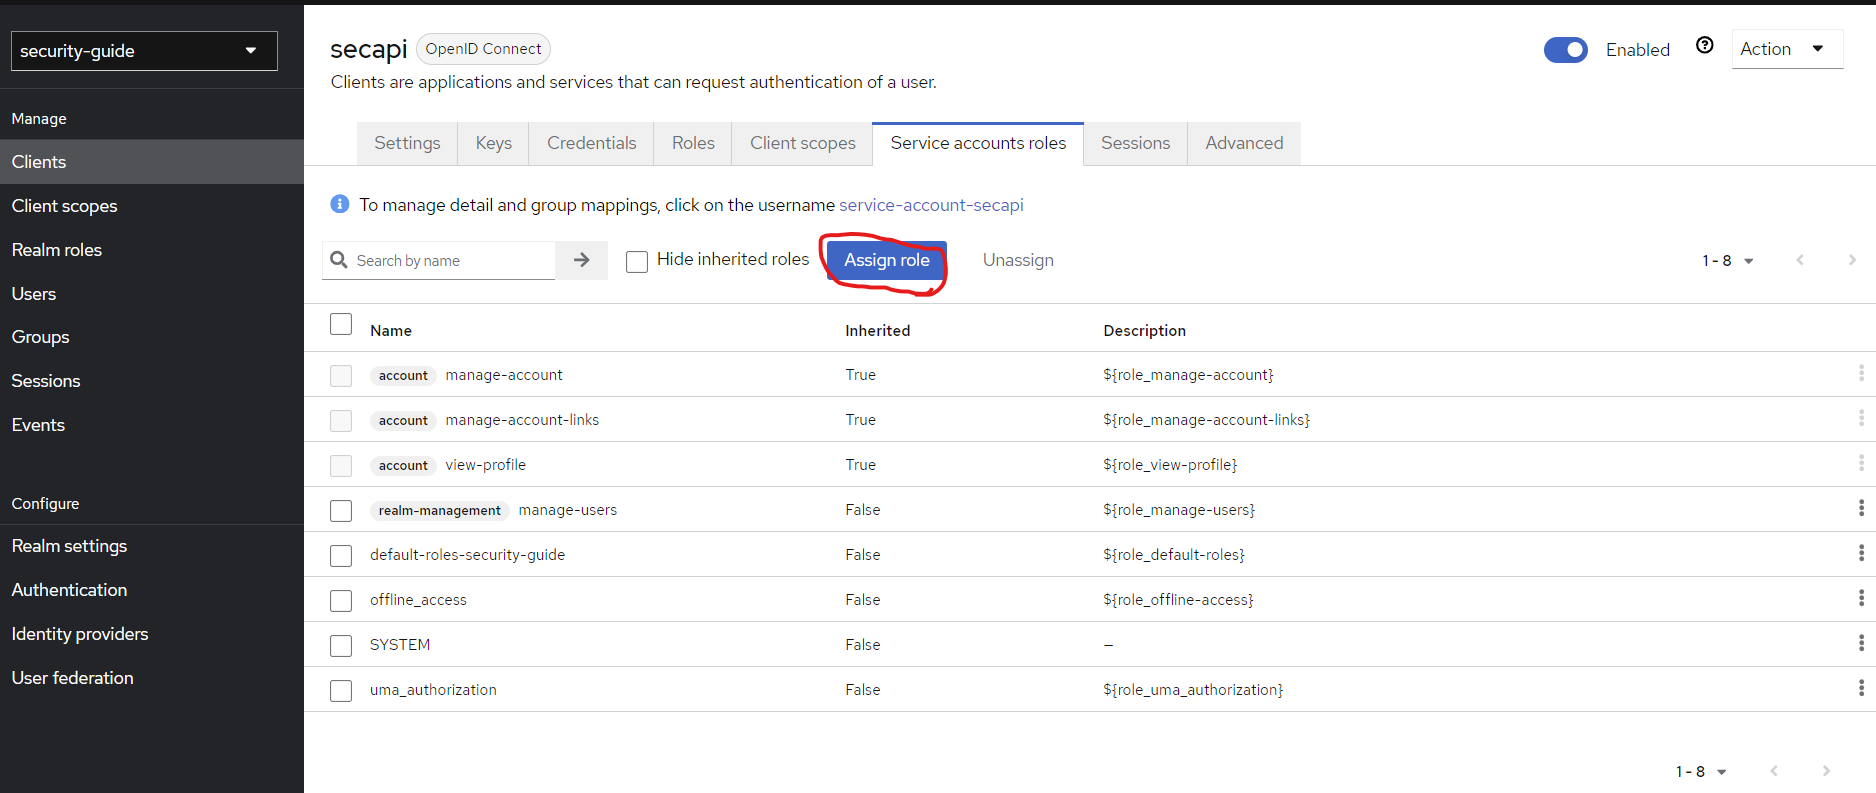 security-guide
Manage
Clients
Client scopes
Realm roles
Users
Groups
Sessions
Events
Configure
Realm settings
Authentication
Identity providers
User federation
secapi OpenID Connect
Enabled Action
Clients are applications and services that can request authentication of a user.
Settings Keys Credentials Roles Client scopes Service accounts roles Sessions Advanced
To manage detail and group mappings, click on the username service-account-secapi
Search by name Hide inherited roles Assign role Unassign 1 - 8
Name Inherited Description
account manage-account True ${role_manage-account}
account manage-account-links True ${role_manage-account-links}
account view-profile True ${role_view-profile}
realm-management manage-users False ${role_manage-users}
default-roles-security-guide False ${role_default-roles}
offline_access False ${role_offline-access}
SYSTEM False —
uma_authorization False ${role_uma_authorization}
1 - 8